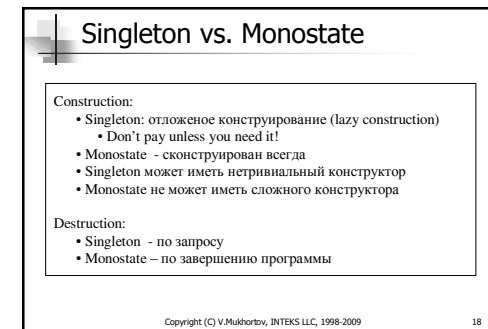 Singleton vs. Monostate
Construction:
• Singleton: отложеное конструирование (lazy construction)
• Don't pay unless you need it!
• Monostate - сконструирован всегда
• Singleton может иметь нетривиальный конструктор
• Monostate не может иметь сложного конструктора
Destruction:
• Singleton - по запросу
• Monostate – по завершению программы
Copyright (C) V.Mukhortov, INTEKS LLC, 1998-2009
18